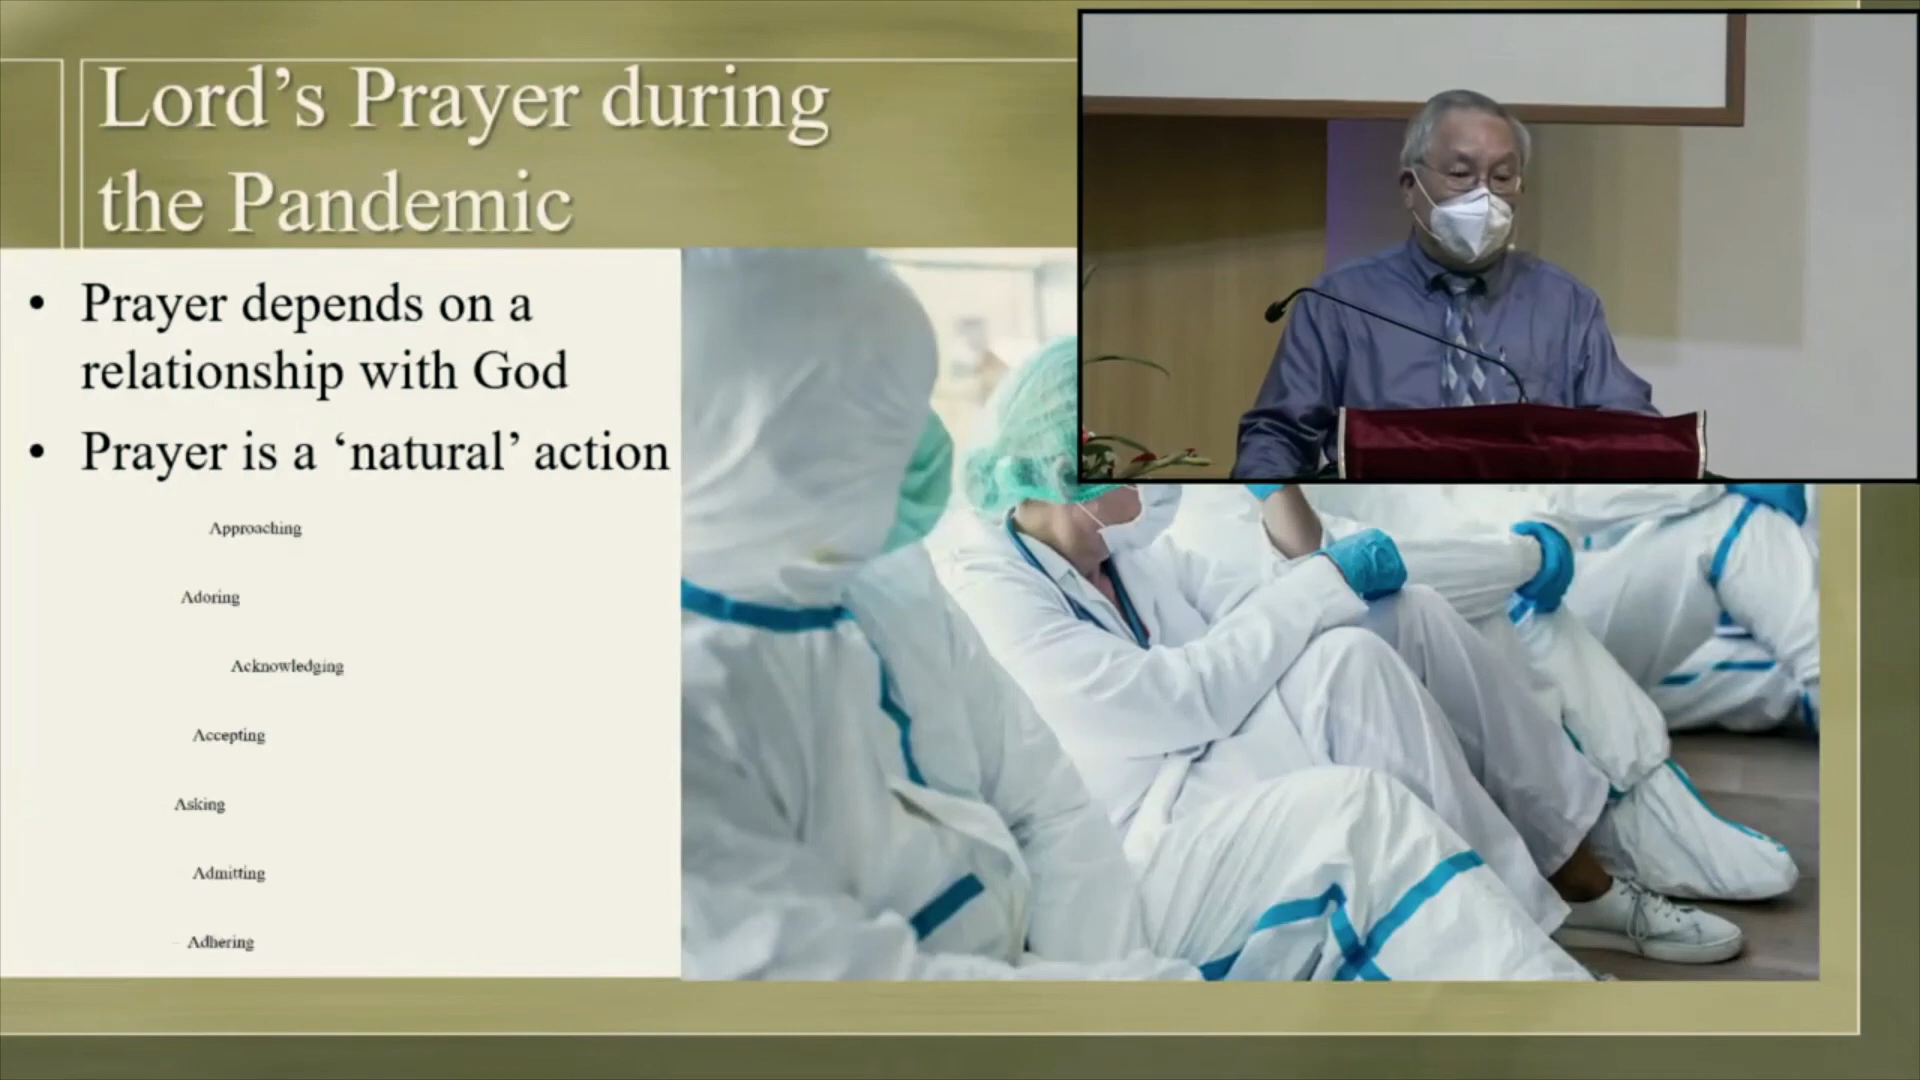 Lord’s Prayer during
the Pandemic
• Prayer depends on a
relationship with God
• Prayer is a ‘natural’ action
Approaching
Adoring
Acknowledging
Accepting
Asking
Admitting
– Adhering